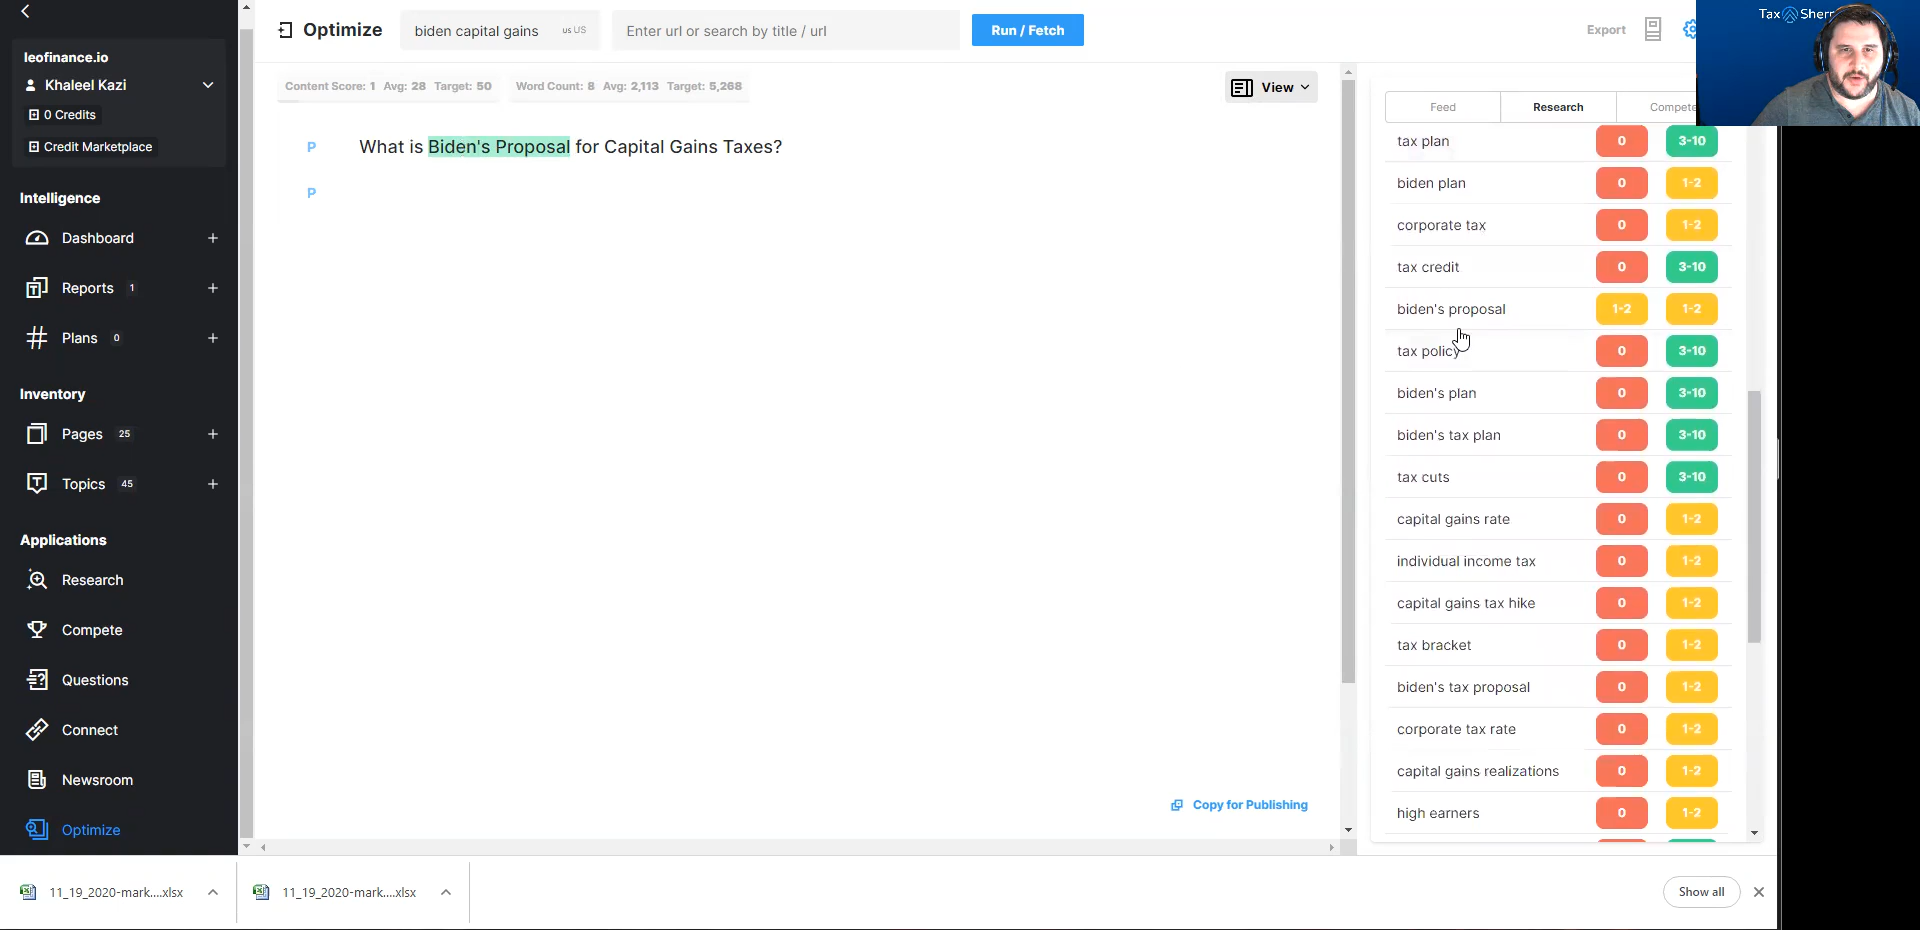 leofinance.io
Khaleel Kazi
0 Credits
Credit Marketplace
Intelligence
Dashboard +
Reports 1 +
Plans 0 +
Inventory
Pages 25 +
Topics 45 +
Applications
Research
Compete
Questions
Connect
Newsroom
Optimize
Optimize
biden capital gains us US
Enter url or search by title / url
Run / Fetch
Export
Content Score: 1 Avg: 28 Target: 50
Word Count: 8 Avg: 2,113 Target: 5,268
View
P What is Biden's Proposal for Capital Gains Taxes?
P
Copy for Publishing
Feed Research Compete
tax plan 0 3-10
biden plan 0 1-2
corporate tax 0 1-2
tax credit 0 3-10
biden's proposal 1-2 1-2
tax policy 0 3-10
biden's plan 0 3-10
biden's tax plan 0 3-10
tax cuts 0 3-10
capital gains rate 0 1-2
individual income tax 0 1-2
capital gains tax hike 0 1-2
tax bracket 0 1-2
biden's tax proposal 0 1-2
corporate tax rate 0 1-2
capital gains realizations 0 1-2
high earners 0 1-2
Tax Sher
11_19_2020-mark....xlsx
11_19_2020-mark....xlsx
Show all